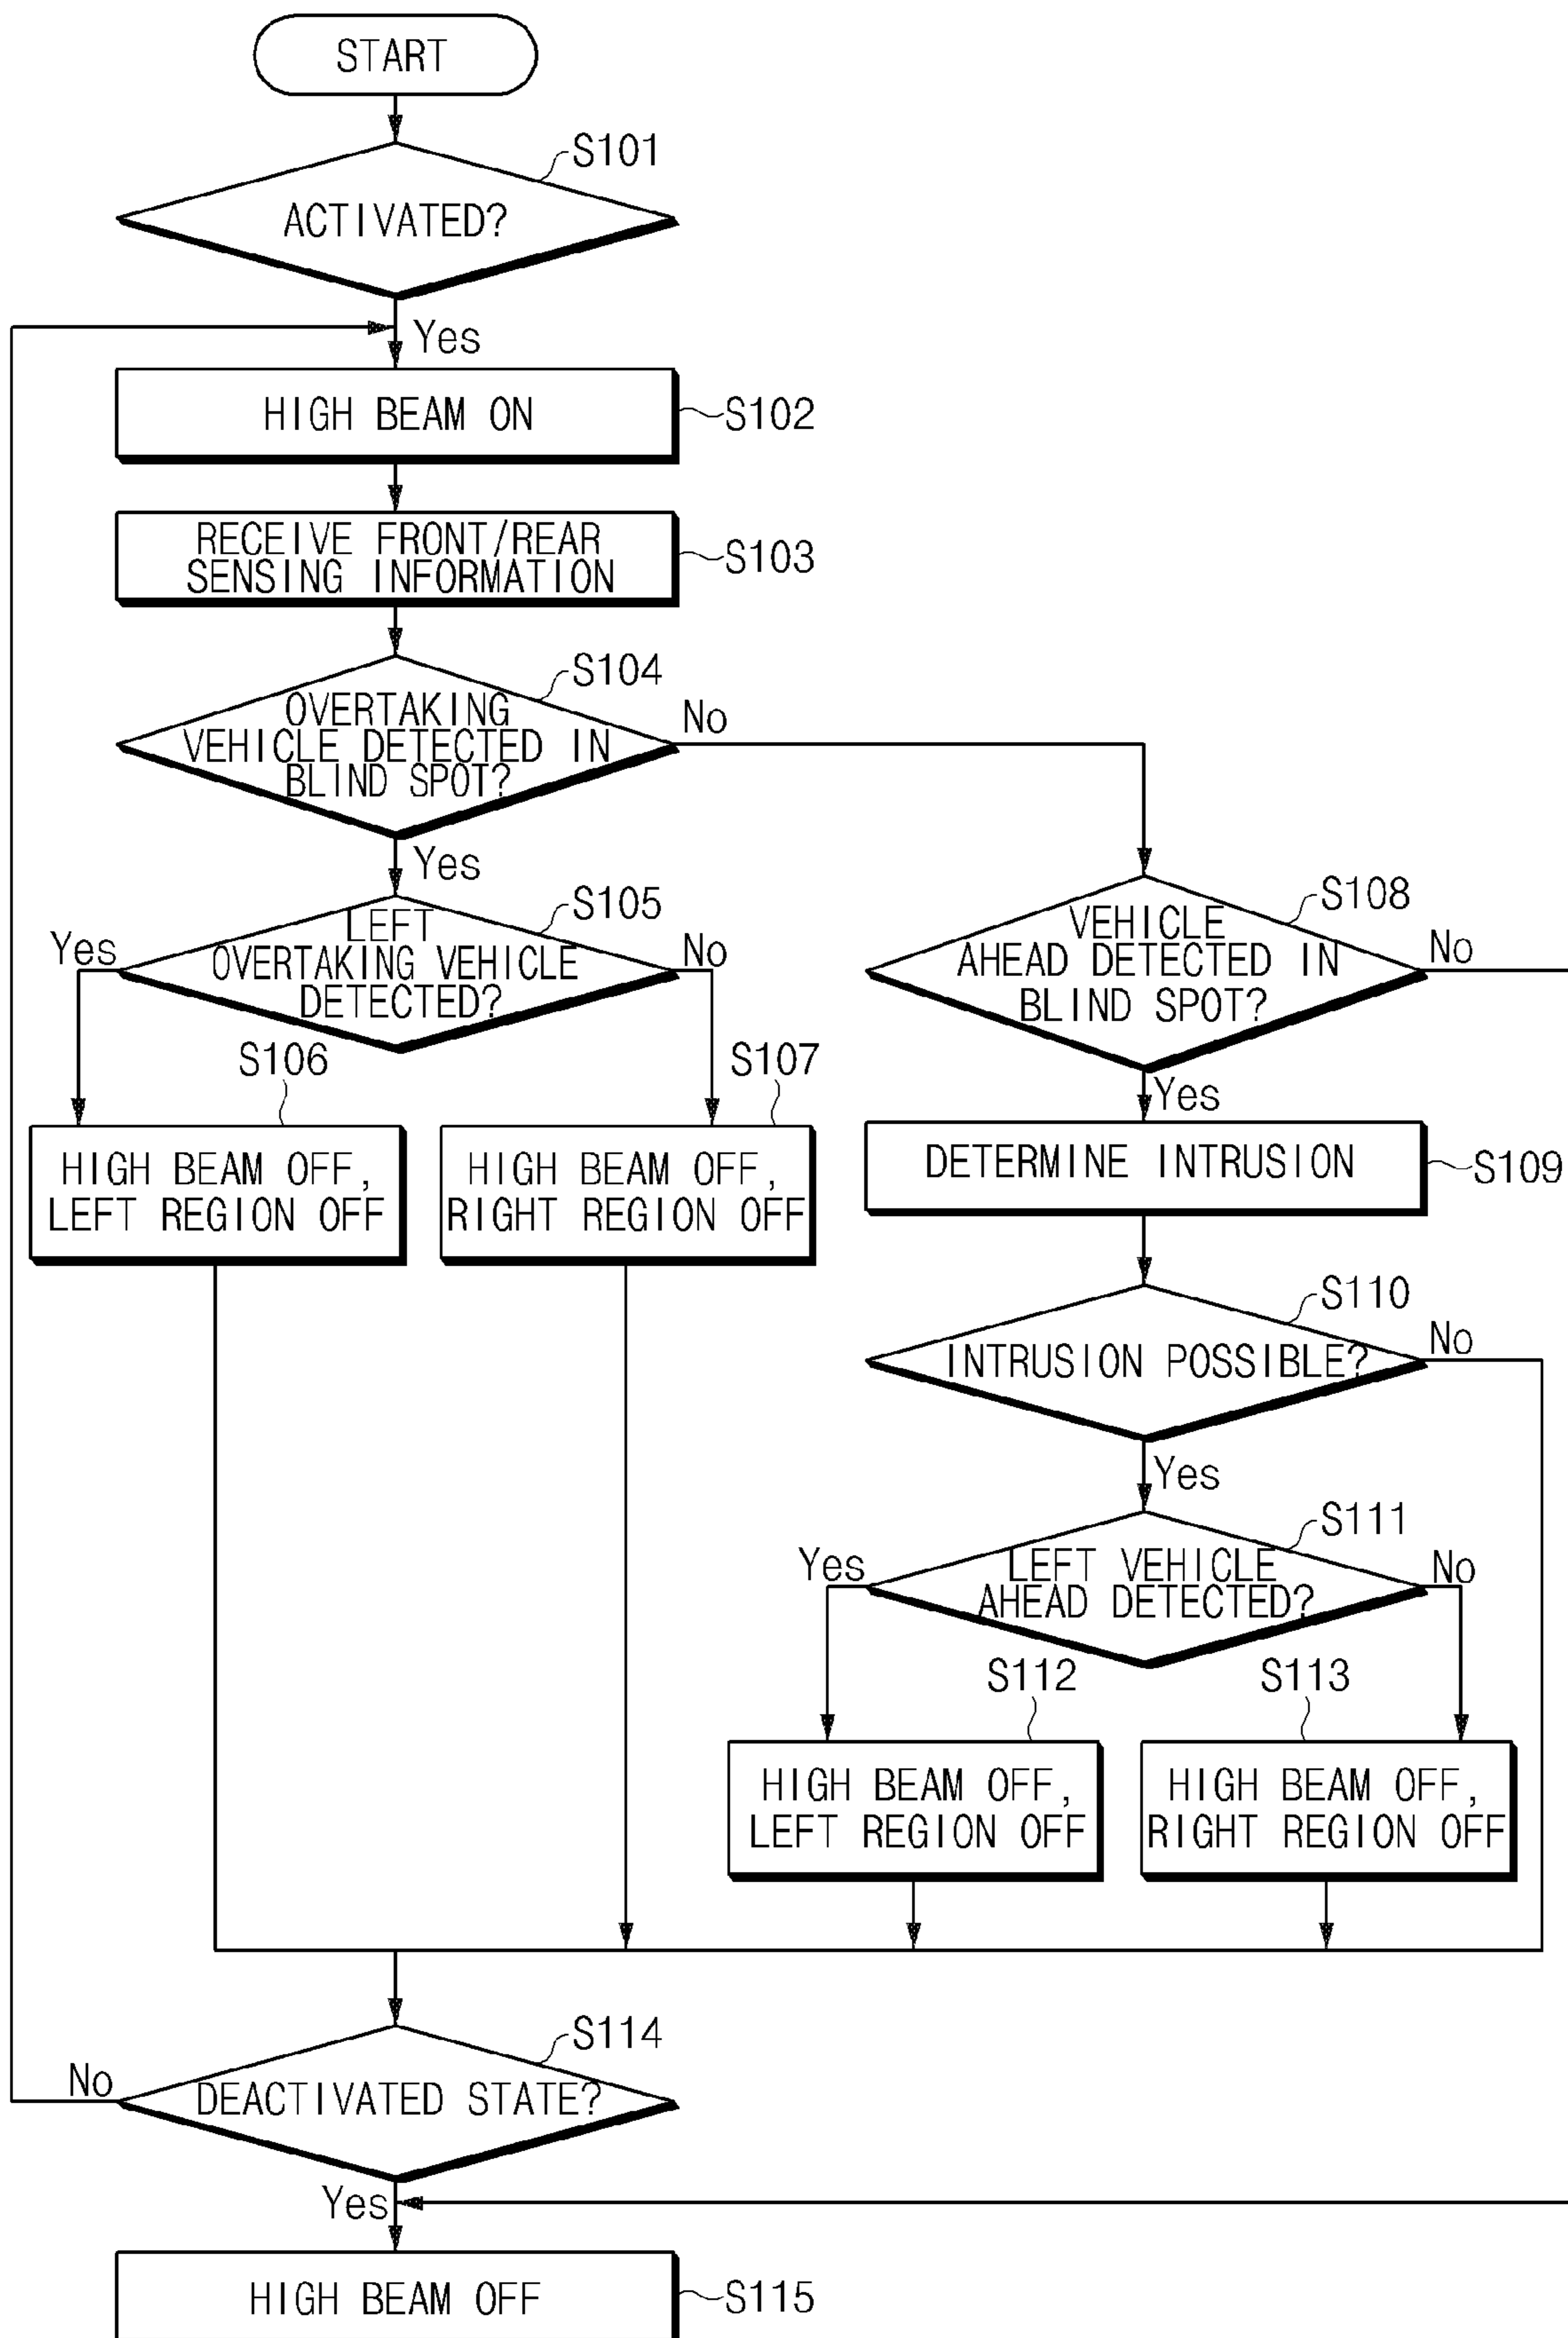 START
S101
ACTIVATED?
Yes
HIGH BEAM ON
S102
RECEIVE FRONT/REAR
SENSING INFORMATION
S103
S104
OVERTAKING
VEHICLE DETECTED IN
BLIND SPOT?
No
Yes
S105
LEFT
OVERTAKING VEHICLE
DETECTED?
Yes
No
S106
HIGH BEAM OFF,
LEFT REGION OFF
S107
HIGH BEAM OFF,
RIGHT REGION OFF
S108
VEHICLE
AHEAD DETECTED IN
BLIND SPOT?
No
Yes
DETERMINE INTRUSION
S109
S110
INTRUSION POSSIBLE?
No
Yes
S111
LEFT VEHICLE
AHEAD DETECTED?
Yes
No
S112
HIGH BEAM OFF,
LEFT REGION OFF
S113
HIGH BEAM OFF,
RIGHT REGION OFF
S114
DEACTIVATED STATE?
No
Yes
HIGH BEAM OFF
S115